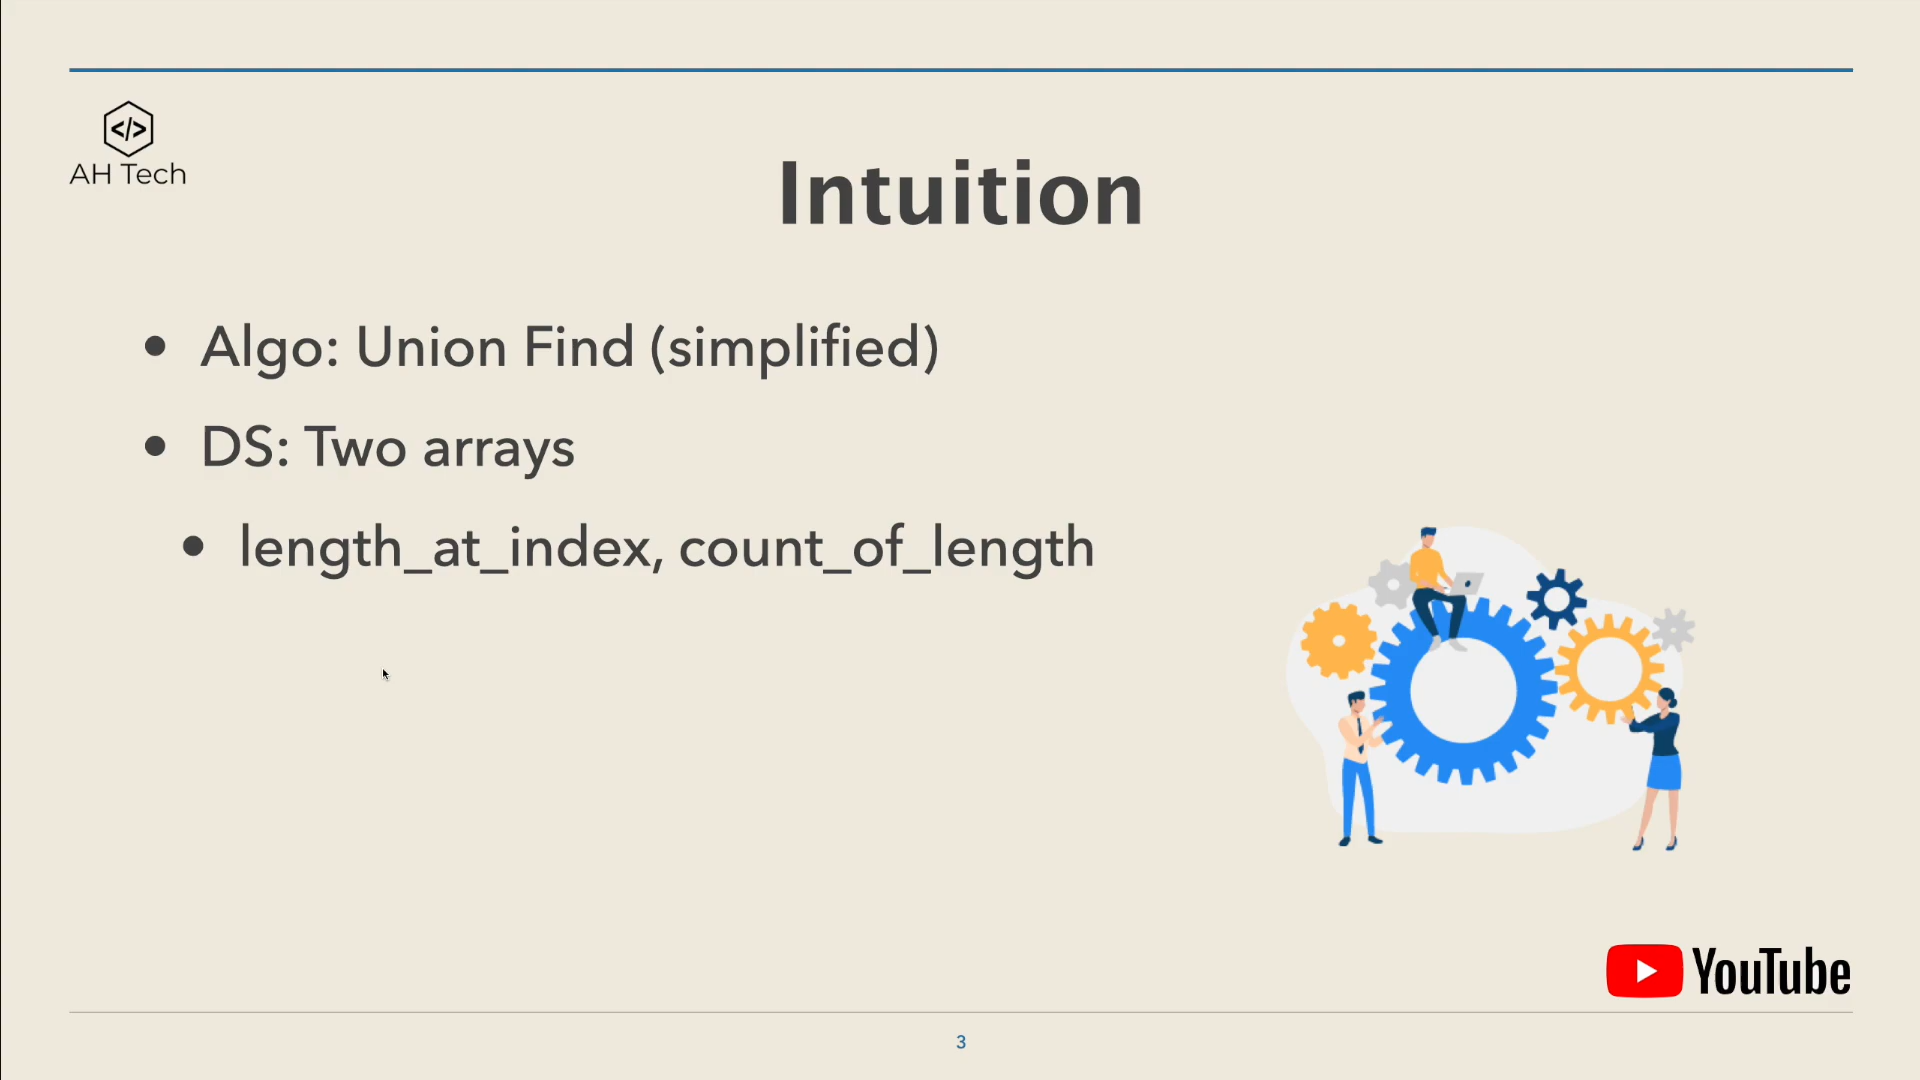 </>
AH Tech
Intuition
• Algo: Union Find (simplified)
• DS: Two arrays
• length_at_index, count_of_length
YouTube
3